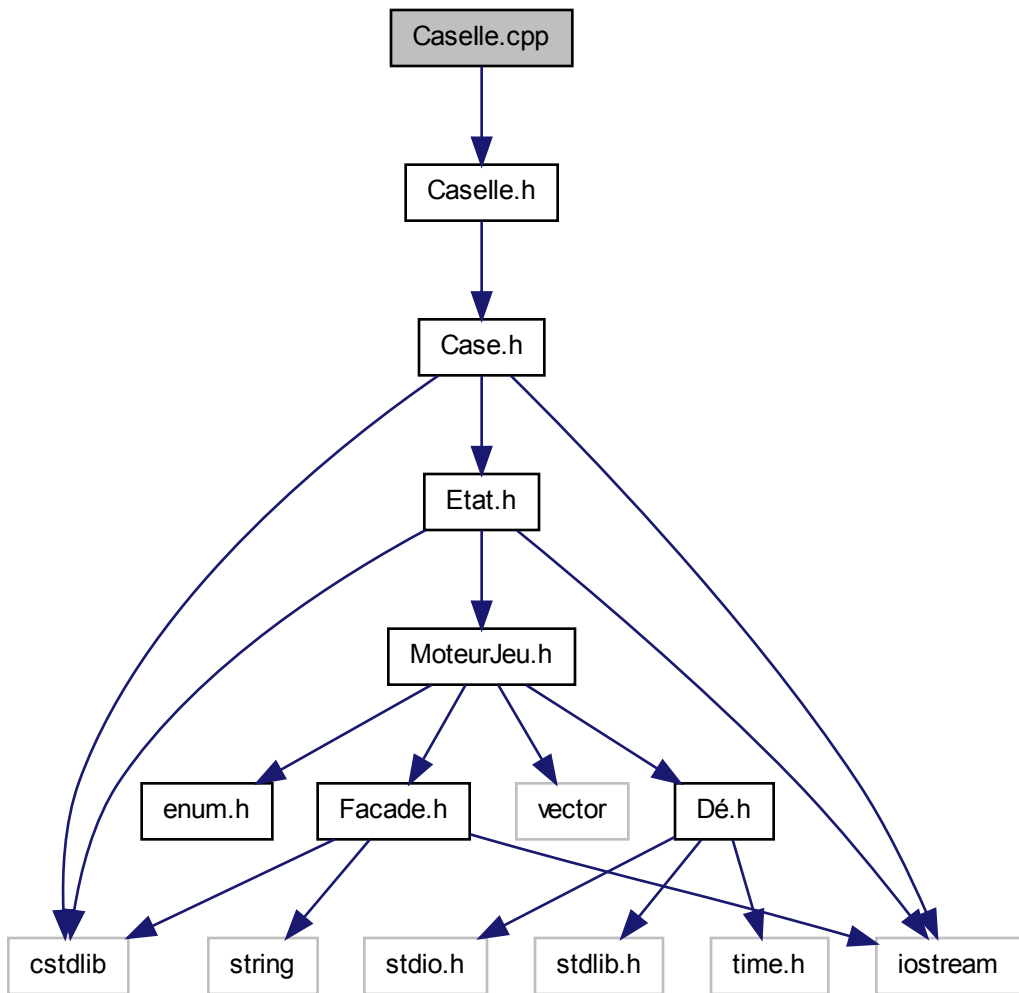 Caselle.cpp
Caselle.h
Case.h
Etat.h
MoteurJeu.h
enum.h
Facade.h
vector
Dé.h
cstdlib
string
stdio.h
stdlib.h
time.h
iostream